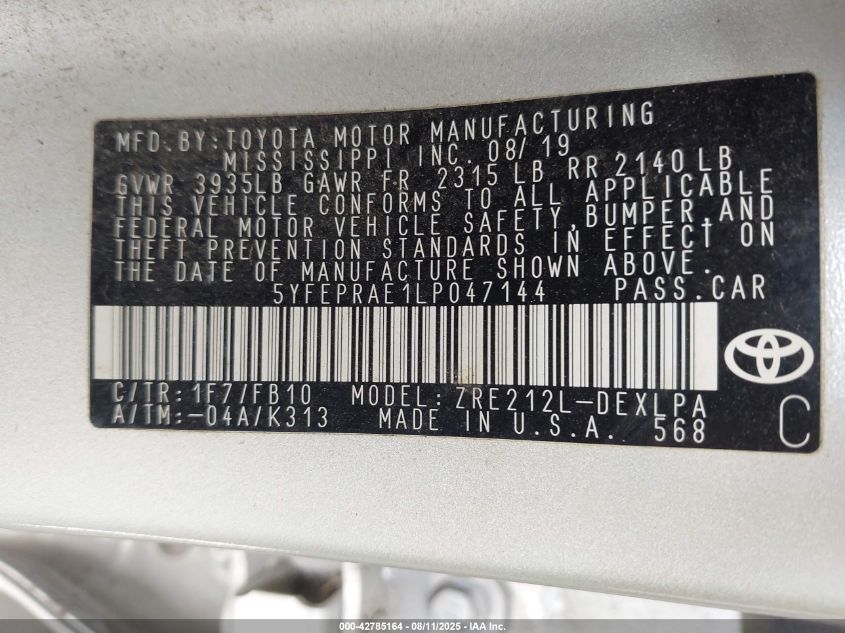 MFD.BY:TOYOTA MOTOR MANUFACTURING
MISSISSIPPI INC. 08/19
GVWR 3935LB GAWR FR 2315 LB RR 2140 LB
THIS VEHICLE CONFORMS TO ALL APPLICABLE
FEDERAL MOTOR VEHICLE SAFETY,BUMPER,AND
THEFT PREVENTION STANDARDS IN EFFECT ON
THE DATE OF MANUFACTURE SHOWN ABOVE.
5YFEPRAE1LP047144 PASS.CAR
C/TR:1F7/FB10 MODEL:ZRE212L-DEXLPA
A/TM:-04A/K313 MADE IN U.S.A. 568
C
000-42785164 - 08/11/2025 - IAA Inc.